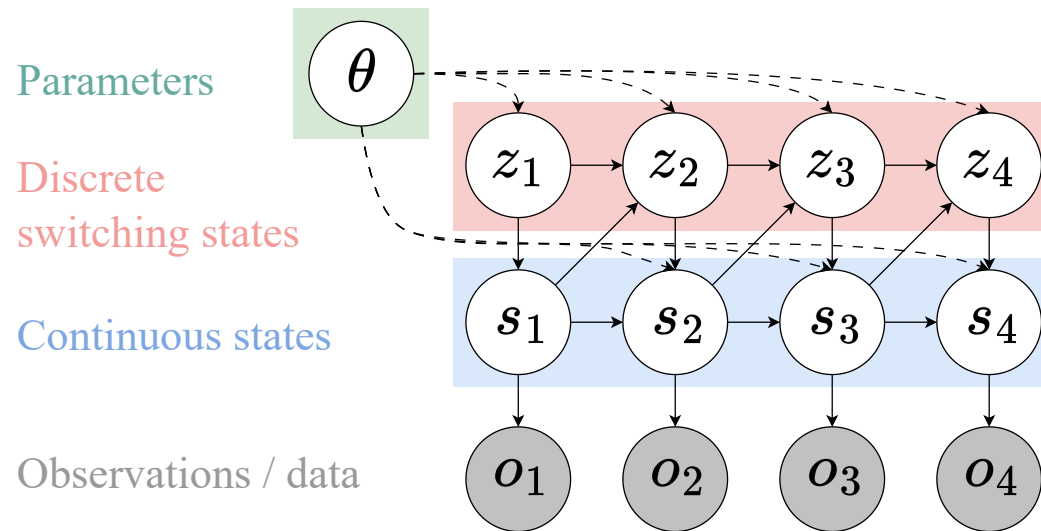 θ
Parameters
z₁ z₂ z₃ z₄
Discrete
switching states
s₁ s₂ s₃ s₄
Continuous states
o₁ o₂ o₃ o₄
Observations / data